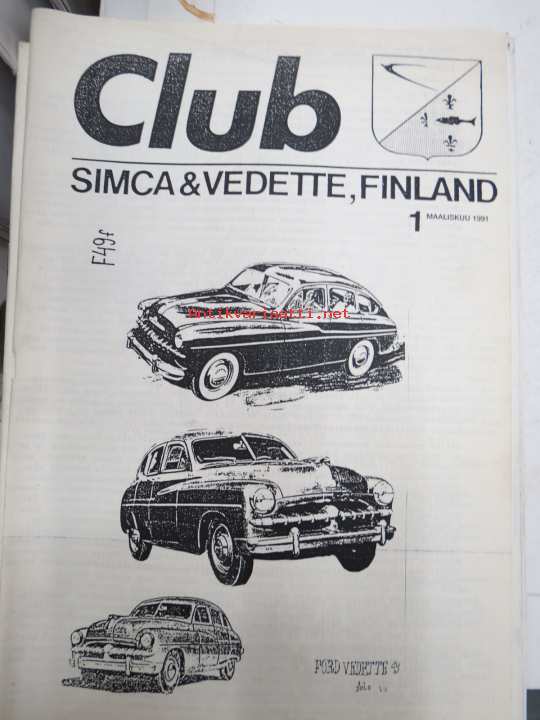 Club
SIMCA & VEDETTE, FINLAND
1 MAALISKUU 1991
F49f
Antikvariaatti.net
FORD VEDETTE